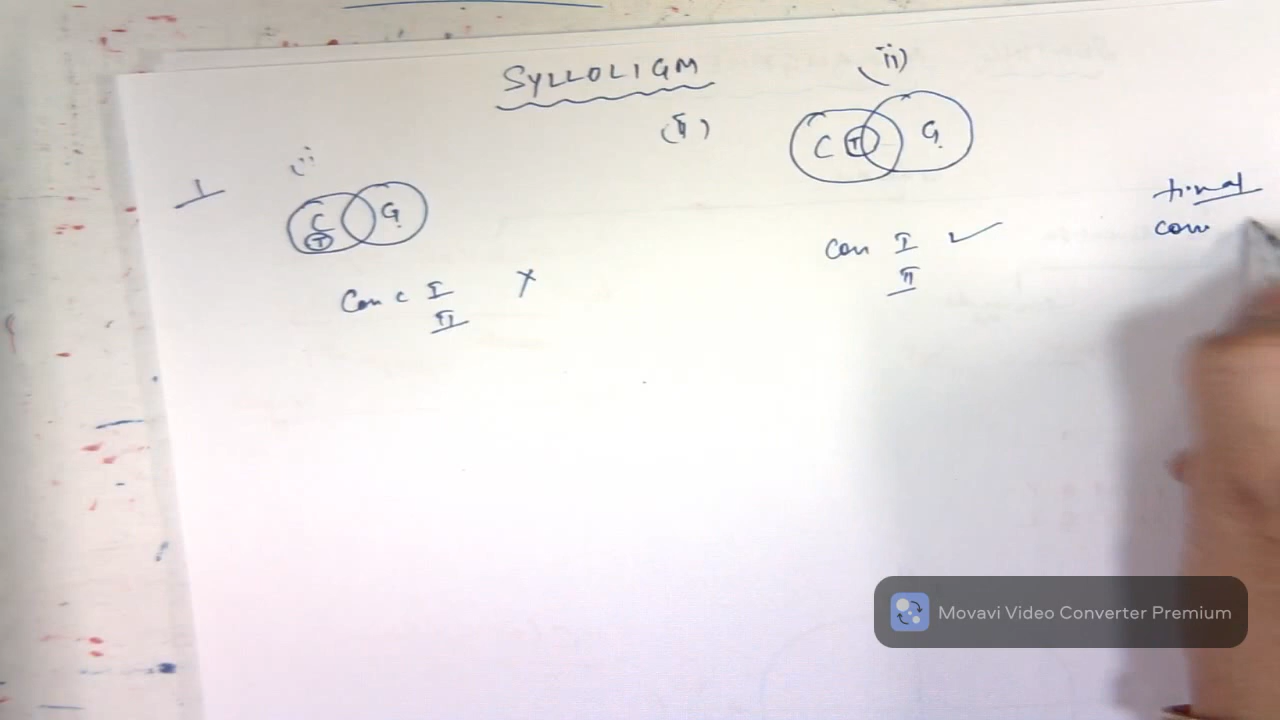 SYLLOLIGM
I
(i)
C T G
Conc I X
II
(ii)
C T G
Con I ✓
II
final
con
Movavi Video Converter Premium